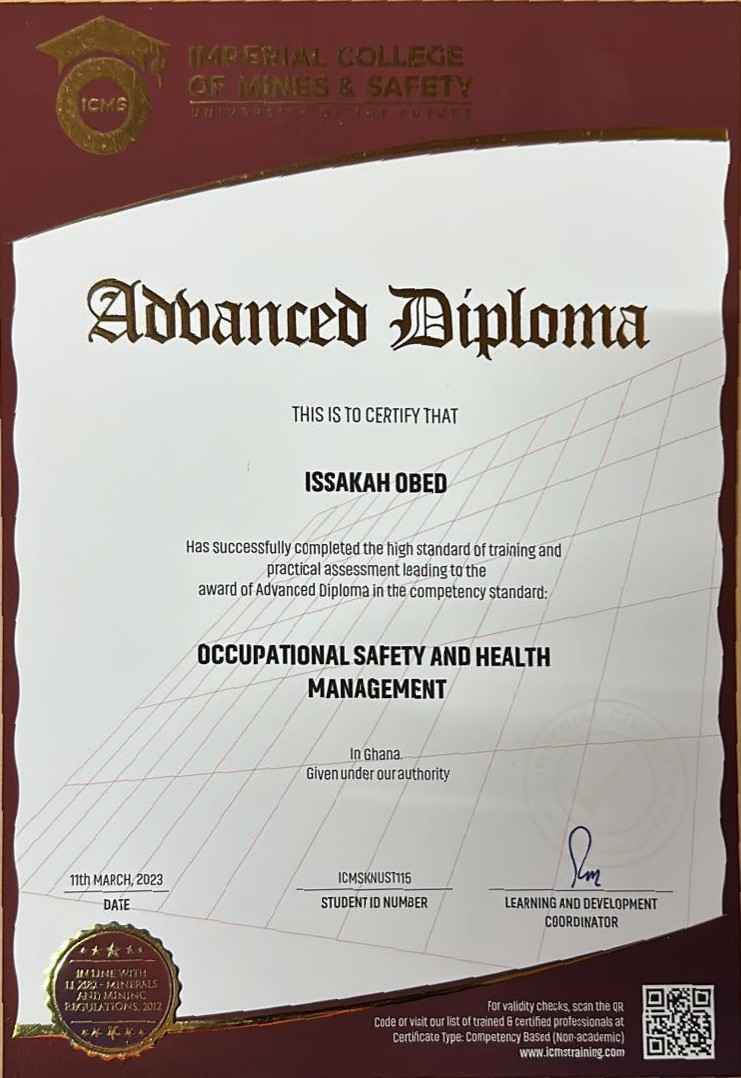 IMPERIAL COLLEGE
OF MINES & SAFETY
UNIVERSITY OF THE FUTURE
ICMS
Advanced Diploma
THIS IS TO CERTIFY THAT
ISSAKAH OBED
Has successfully completed the high standard of training and
practical assessment leading to the
award of Advanced Diploma in the competency standard:
OCCUPATIONAL SAFETY AND HEALTH
MANAGEMENT
In Ghana.
Given under our authority
11th MARCH, 2023
DATE
ICMSKNUST115
STUDENT ID NUMBER
LEARNING AND DEVELOPMENT
COORDINATOR
IN LINE WITH
LI 2182 - MINERALS
AND MINING
REGULATIONS, 2012
For validity checks, scan the QR
Code or visit our list of trained & certified professionals at
Certificate Type: Competency Based (Non-academic)
www.icmstraining.com